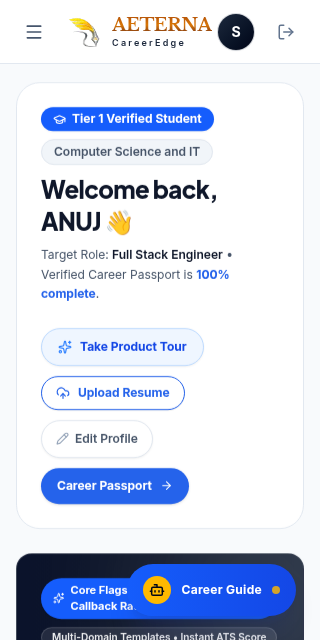 AETERNA
CareerEdge
S
Tier 1 Verified Student
Computer Science and IT
Welcome back,
ANUJ 👋
Target Role: Full Stack Engineer •
Verified Career Passport is 100%
complete.
Take Product Tour
Upload Resume
Edit Profile
Career Passport →
Core Flags
Callback
Career Guide
Multi-Domain Templates • Instant ATS Score